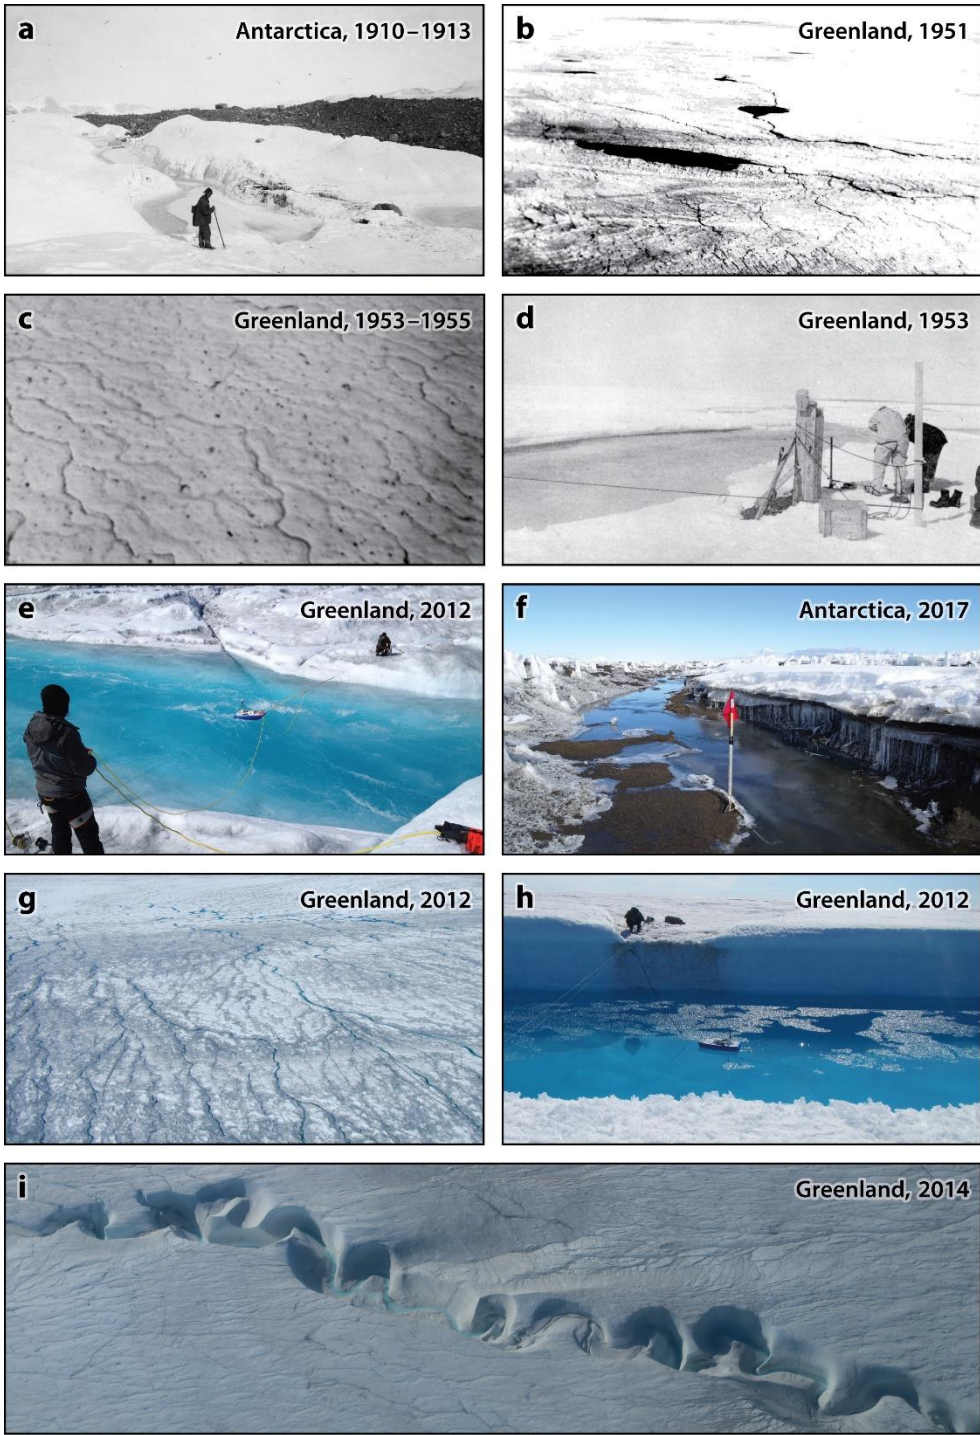 a Antarctica, 1910–1913
b Greenland, 1951
c Greenland, 1953–1955
d Greenland, 1953
e Greenland, 2012
f Antarctica, 2017
g Greenland, 2012
h Greenland, 2012
i Greenland, 2014